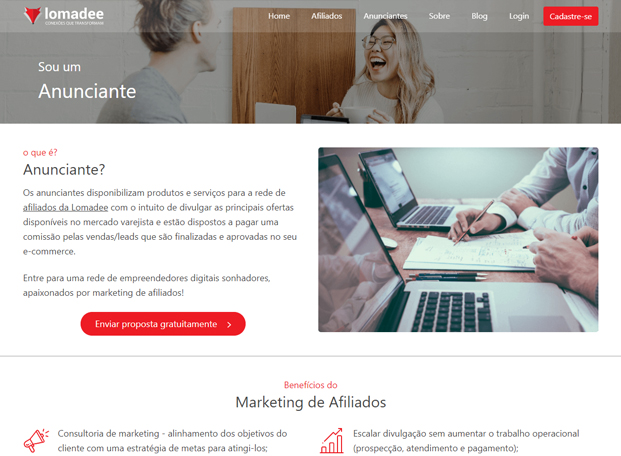 lomadee
Home Afiliados Anunciantes Sobre Blog Login Cadastre-se
Sou um
Anunciante
o que é?
Anunciante?
Os anunciantes disponibilizam produtos e serviços para a rede de
afiliados da Lomadee com o intuito de divulgar as principais ofertas
disponíveis no mercado varejista e estão dispostos a pagar uma
comissão pelas vendas/leads que são finalizadas e aprovadas no seu
e-commerce.
Entre para uma rede de empreendedores digitais sonhadores,
apaixonados por marketing de afiliados!
Enviar proposta gratuitamente
Benefícios do
Marketing de Afiliados
Consultoria de marketing - alinhamento dos objetivos do
cliente com uma estratégia de metas para atingi-los;
Escalar divulgação sem aumentar o trabalho operacional
(prospecção, atendimento e pagamento);